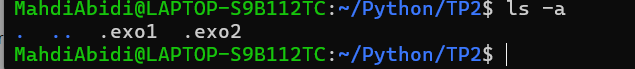 MahdiAbidi@LAPTOP-S9B112TC:~/Python/TP2$ ls -a
.  ..  .exo1  .exo2
MahdiAbidi@LAPTOP-S9B112TC:~/Python/TP2$